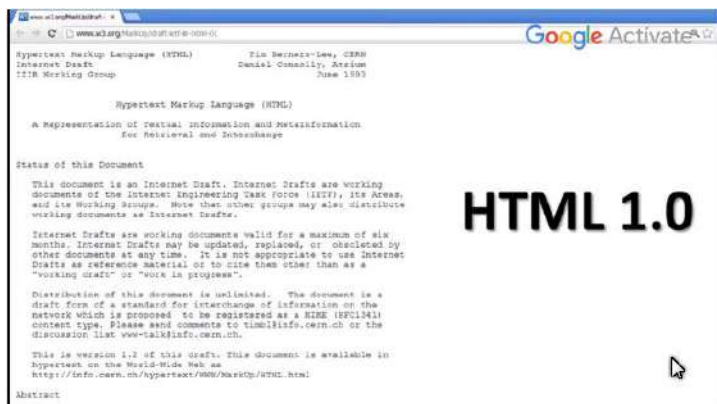 www.w3.org/MarkUp/draft-
www.w3.org/MarkUp/draft-ietf-iiir-html-01
Google Activate
Hypertext Markup Language (HTML) Tim Berners-Lee, CERN
Internet Draft Daniel Connolly, Atrium
IIIR Working Group June 1993
Hypertext Markup Language (HTML)
A Representation of Textual Information and MetaInformation
for Retrieval and Interchange
Status of this Document
This document is an Internet Draft. Internet Drafts are working
documents of the Internet Engineering Task Force (IETF), its Areas,
and its Working Groups. Note that other groups may also distribute
working documents as Internet Drafts.
Internet Drafts are working documents valid for a maximum of six
months. Internet Drafts may be updated, replaced, or obsoleted by
other documents at any time. It is not appropriate to use Internet
Drafts as reference material or to cite them other than as a
"working draft" or "work in progress".
Distribution of this document is unlimited. The document is a
draft form of a standard for interchange of information on the
network which is proposed to be registered as a MIME (RFC1341)
content type. Please send comments to timbl@info.cern.ch or the
discussion list www-talk@info.cern.ch.
This is version 1.2 of this draft. This document is available in
hypertext on the World-Wide Web as
http://info.cern.ch/hypertext/WWW/MarkUp/HTML.html
Abstract
HTML 1.0